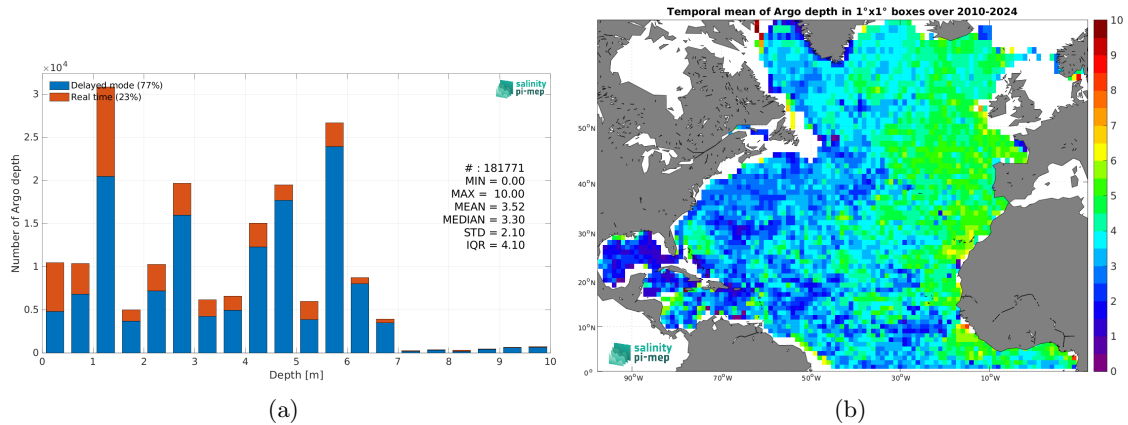 ×10⁴
Delayed mode (77%)
Real time (23%)
salinity
pi-mep
# : 181771
MIN = 0.00
MAX = 10.00
MEAN = 3.52
MEDIAN = 3.30
STD = 2.10
IQR = 4.10
Number of Argo depth
3
2.5
2
1.5
1
0.5
0
0 1 2 3 4 5 6 7 8 9 10
Depth [m]
(a)
Temporal mean of Argo depth in 1°x1° boxes over 2010-2024
50°N
40°N
30°N
20°N
10°N
0°
90°W 70°W 50°W 30°W 10°W
salinity
pi-mep
10
9
8
7
6
5
4
3
2
1
0
(b)